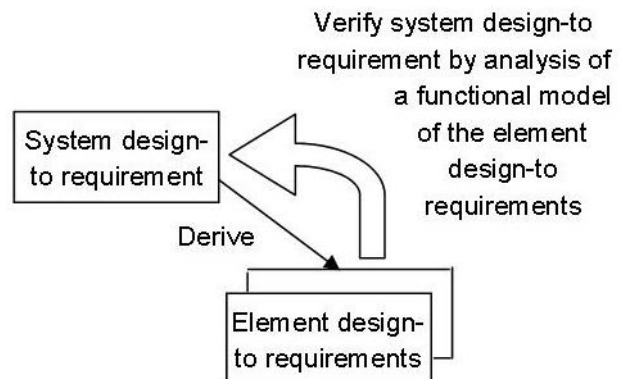 Verify system design-to
requirement by analysis of
a functional model
of the element
design-to
requirements
System design-
to requirement
Derive
Element design-
to requirements